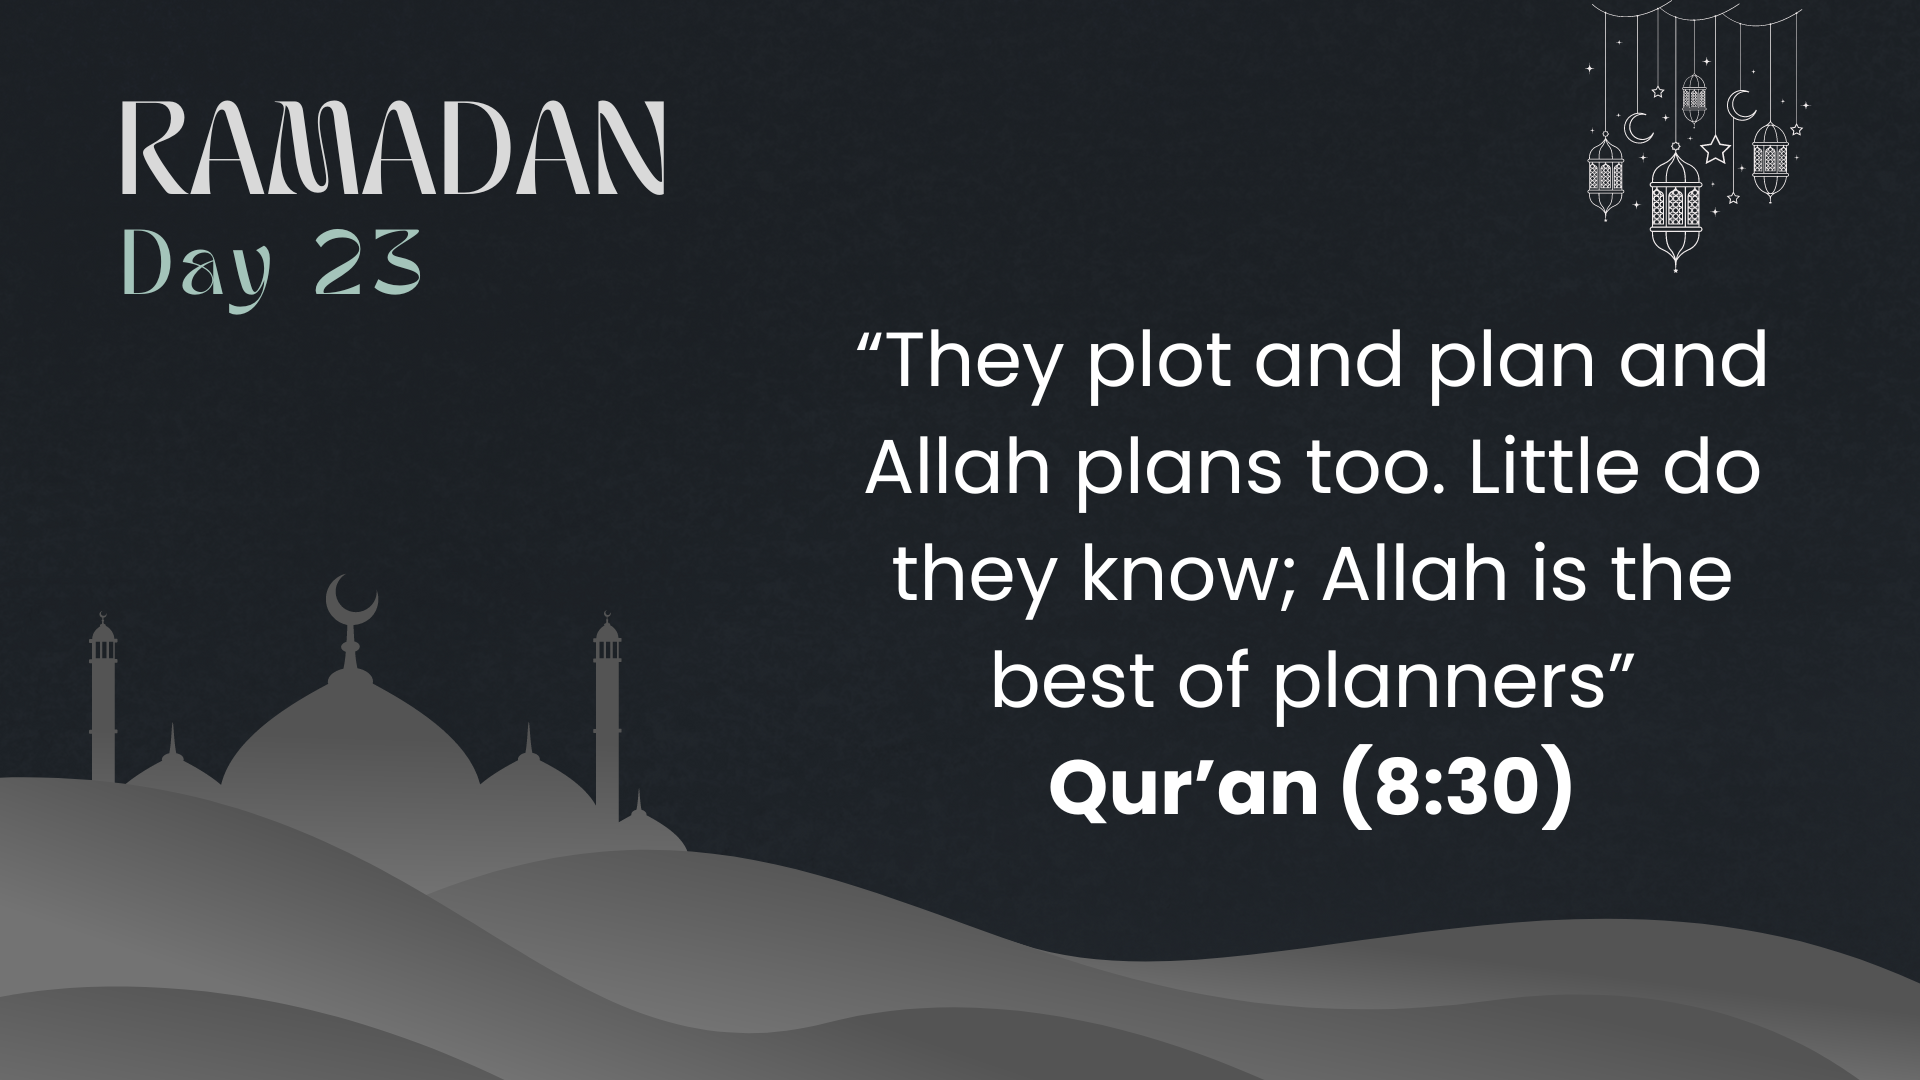 RAMADAN
Day 23
“They plot and plan and
Allah plans too. Little do
they know; Allah is the
best of planners”
Qur’an (8:30)